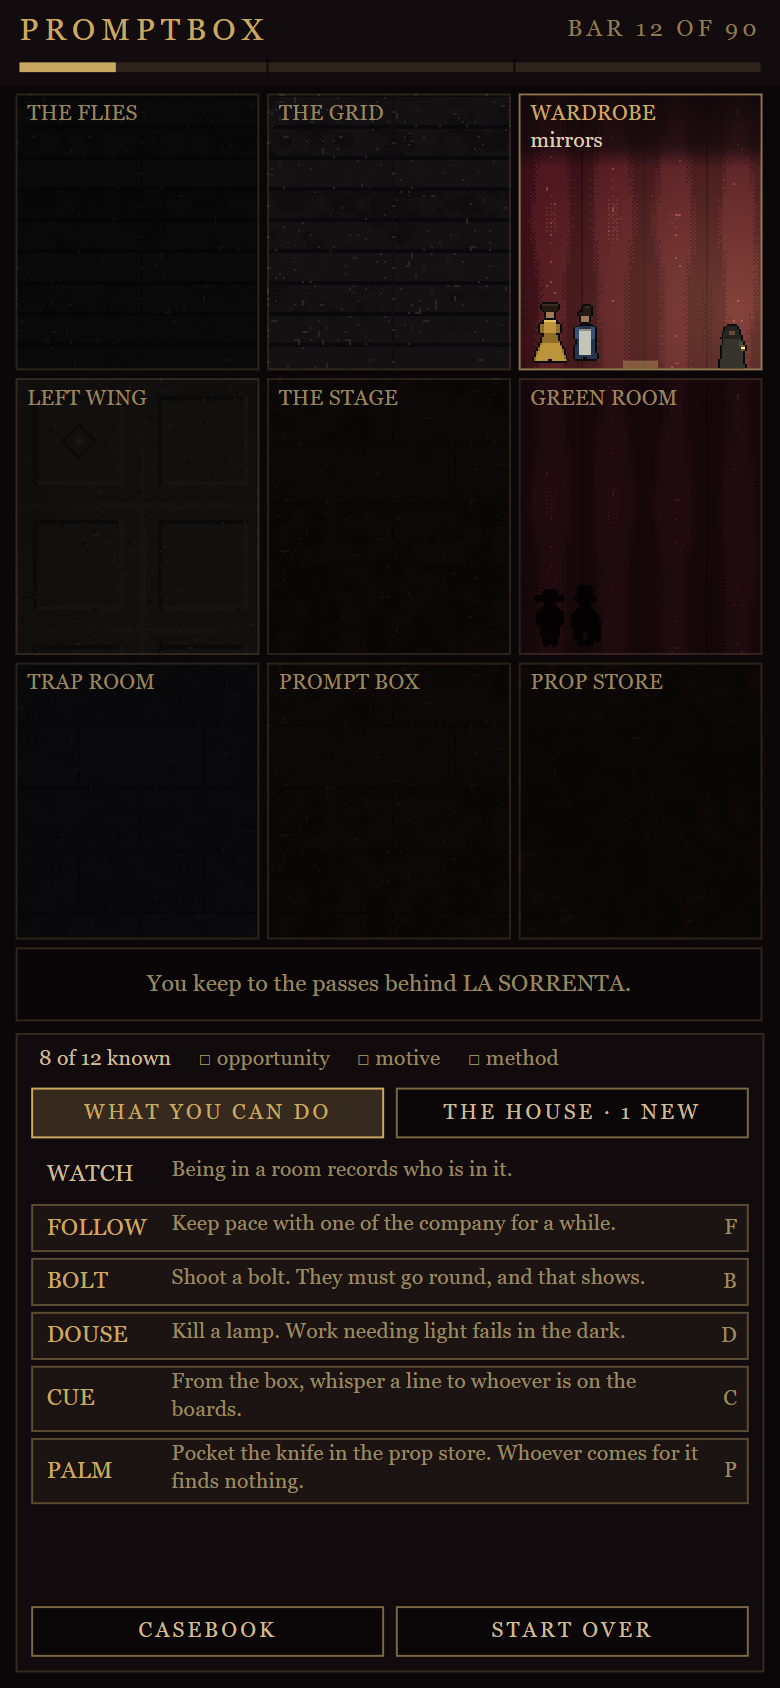 PROMPTBOX
BAR 12 OF 90
THE FLIES
THE GRID
WARDROBE
mirrors
LEFT WING
THE STAGE
GREEN ROOM
TRAP ROOM
PROMPT BOX
PROP STORE
You keep to the passes behind LA SORRENTA.
8 of 12 known
□ opportunity
□ motive
□ method
WHAT YOU CAN DO
THE HOUSE · 1 NEW
WATCH
Being in a room records who is in it.
FOLLOW
Keep pace with one of the company for a while.
F
BOLT
Shoot a bolt. They must go round, and that shows.
B
DOUSE
Kill a lamp. Work needing light fails in the dark.
D
CUE
From the box, whisper a line to whoever is on the
boards.
C
PALM
Pocket the knife in the prop store. Whoever comes for it
finds nothing.
P
CASEBOOK
START OVER